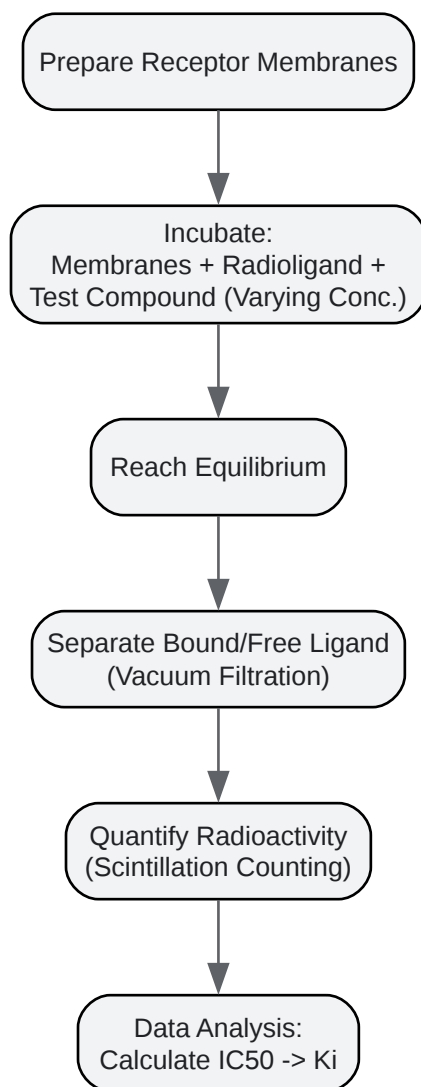 Prepare Receptor Membranes
Incubate:
Membranes + Radioligand +
Test Compound (Varying Conc.)
Reach Equilibrium
Separate Bound/Free Ligand
(Vacuum Filtration)
Quantify Radioactivity
(Scintillation Counting)
Data Analysis:
Calculate IC50 -> Ki